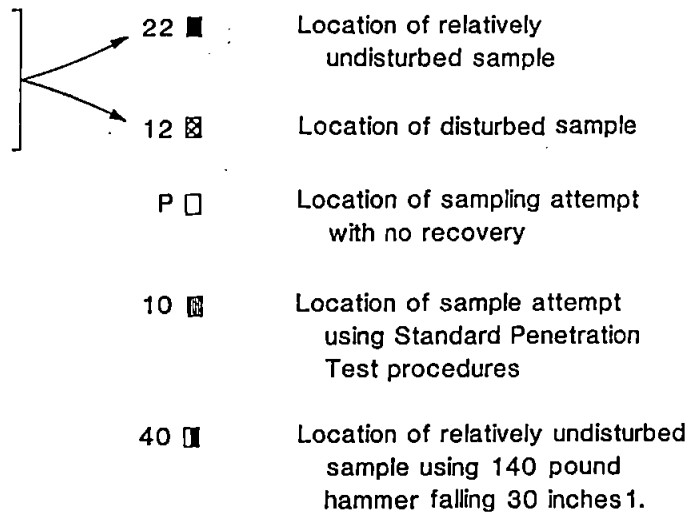 22 Location of relatively
undisturbed sample
12 Location of disturbed sample
P Location of sampling attempt
with no recovery
10 Location of sample attempt
using Standard Penetration
Test procedures
40 Location of relatively undisturbed
sample using 140 pound
hammer falling 30 inches1.